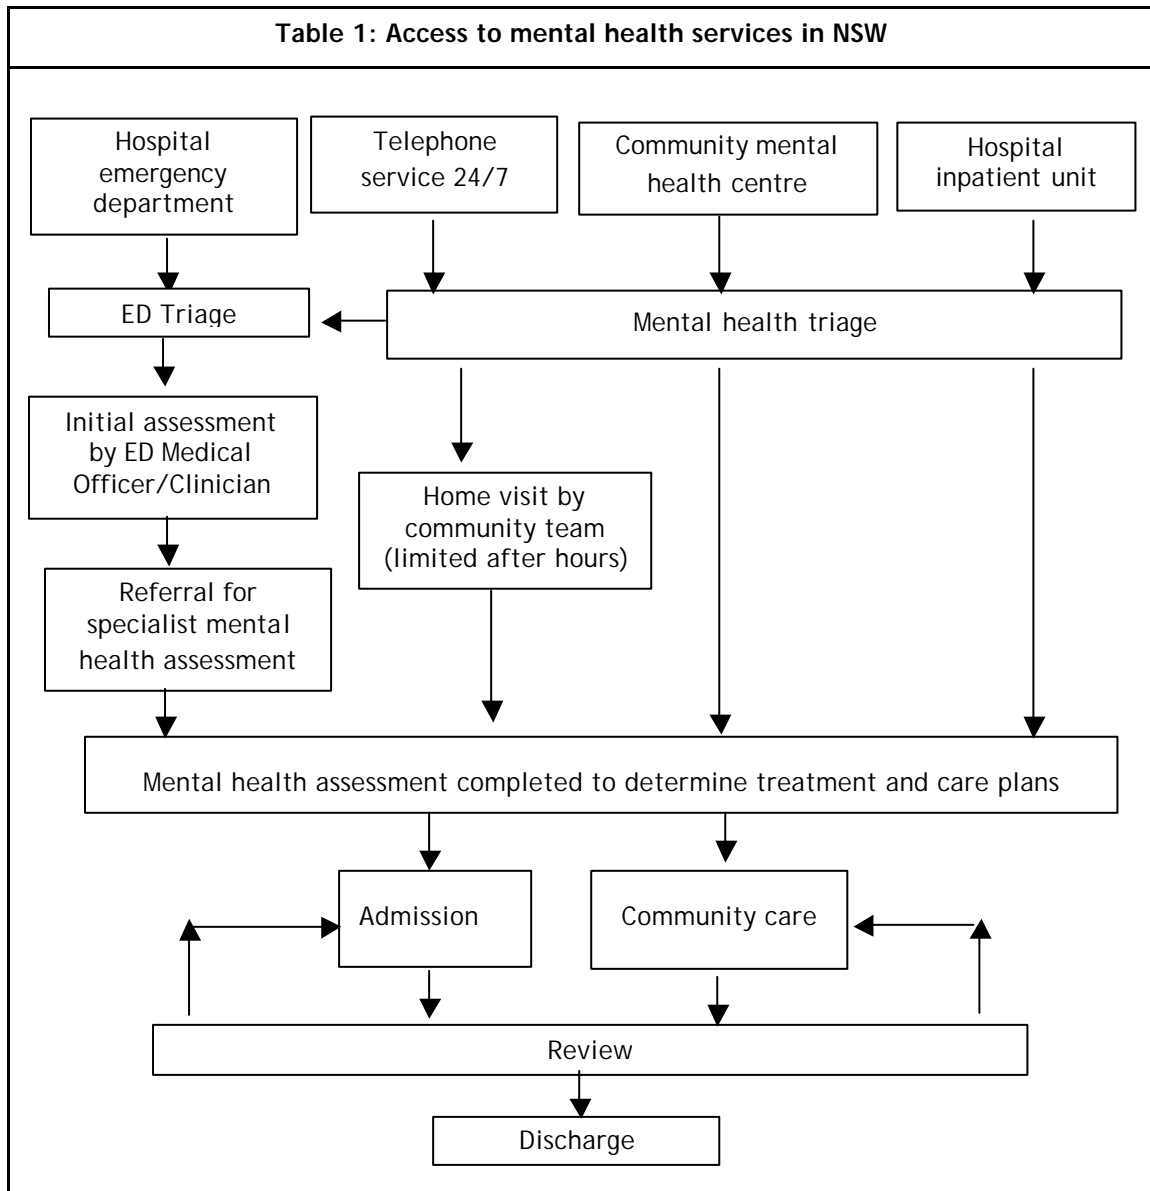 Table 1: Access to mental health services in NSW
Hospital
emergency
department
Telephone
service 24/7
Community mental
health centre
Hospital
inpatient unit
ED Triage
Mental health triage
Initial assessment
by ED Medical
Officer/Clinician
Home visit by
community team
(limited after hours)
Referral for
specialist mental
health assessment
Mental health assessment completed to determine treatment and care plans
Admission
Community care
Review
Discharge